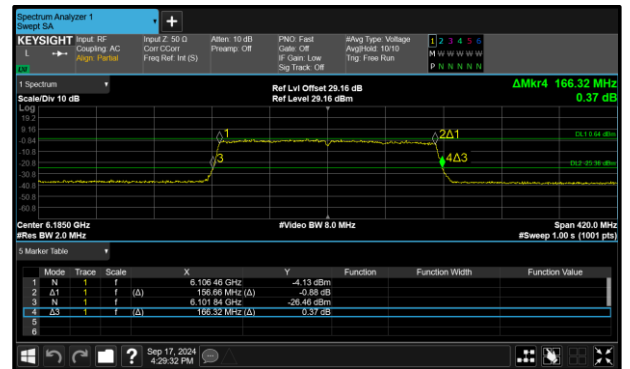 Spectrum Analyzer 1
Swept SA
+
KEYSIGHT Input: RF Input Z: 50 Ω Atten: 10 dB PNO: Fast #Avg Type: Voltage 1 2 3 4 5 6
L Coupling: AC Corr CCorr Preamp: Off Gate: Off Avg|Hold: 10/10 M W W W W W
Align: Partial Freq Ref: Int (S) IF Gain: Low Trig: Free Run P N N N N N
Sig Track: Off
1 Spectrum Ref Lvl Offset 29.16 dB ΔMkr4 166.32 MHz
Scale/Div 10 dB Ref Level 29.16 dBm 0.37 dB
Log
19.2
9.16
1 2Δ1 DL1 0.64 dBm
-0.84
-10.8
3 4Δ3 DL2 -25.36 dBm
-20.8
-30.8
-40.8
-50.8
-60.8
Center 6.1850 GHz #Video BW 8.0 MHz Span 420.0 MHz
#Res BW 2.0 MHz #Sweep 1.00 s (1001 pts)
5 Marker Table
Mode Trace Scale X Y Function Function Width Function Value
1 N 1 f 6.106 46 GHz -4.13 dBm
2 Δ1 1 f (Δ) 156.66 MHz (Δ) -0.88 dB
3 N 1 f 6.101 84 GHz -26.46 dBm
4 Δ3 1 f (Δ) 166.32 MHz (Δ) 0.37 dB
5
6
? Sep 17, 2024
4:29:32 PM